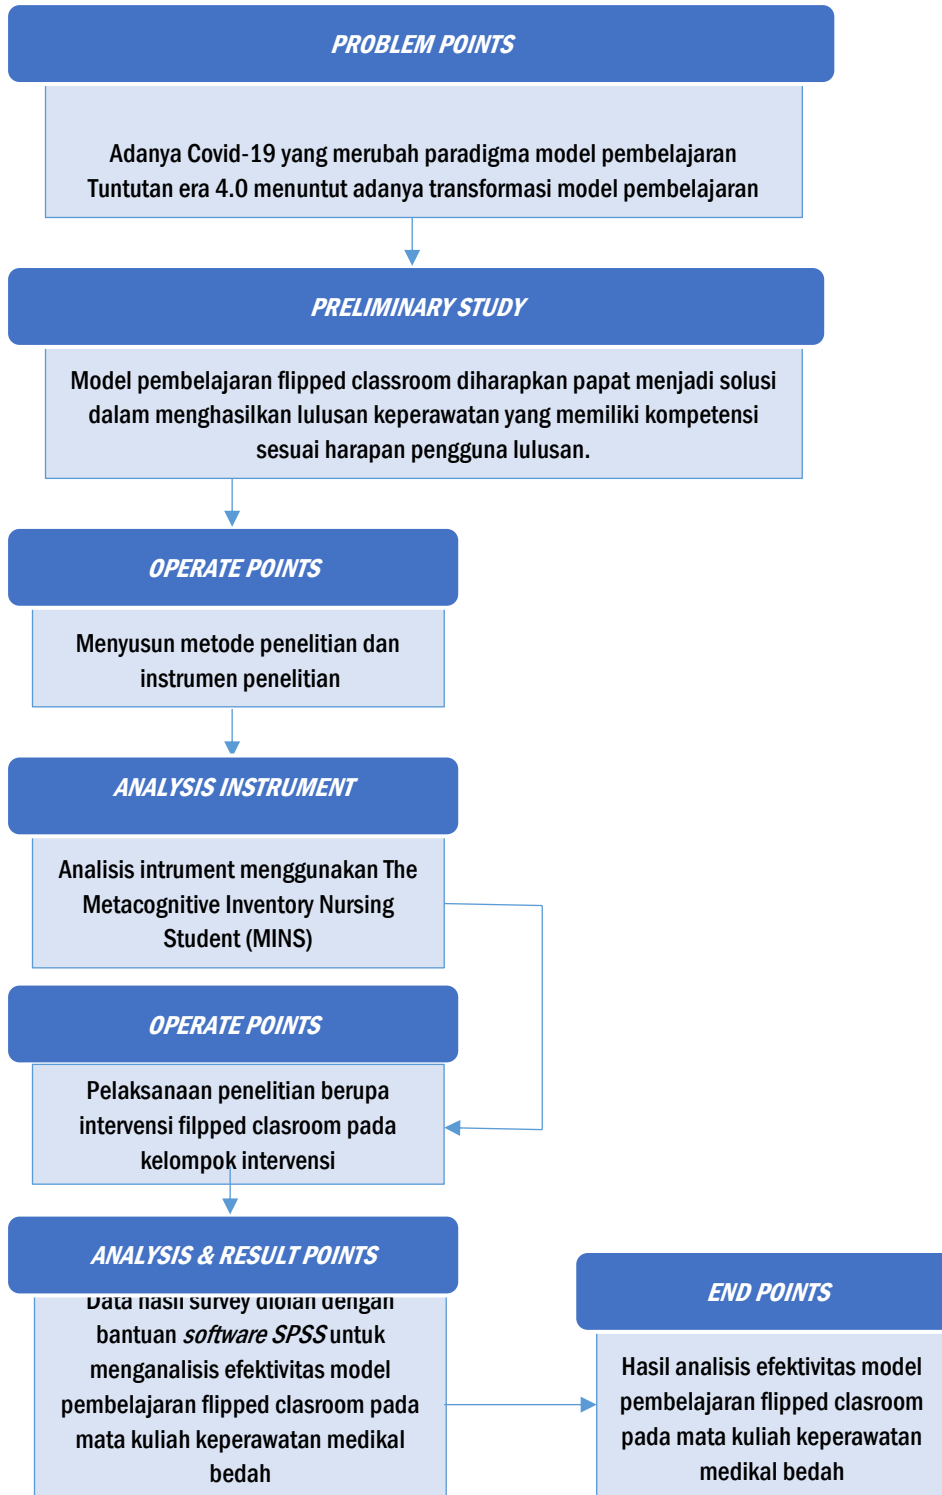 PROBLEM POINTS
Adanya Covid-19 yang merubah paradigma model pembelajaran
Tuntutan era 4.0 menuntut adanya transformasi model pembelajaran
PRELIMINARY STUDY
Model pembelajaran flipped classroom diharapkan papat menjadi solusi
dalam menghasilkan lulusan keperawatan yang memiliki kompetensi
sesuai harapan pengguna lulusan.
OPERATE POINTS
Menyusun metode penelitian dan
instrumen penelitian
ANALYSIS INSTRUMENT
Analisis intrument menggunakan The
Metacognitive Inventory Nursing
Student (MINS)
OPERATE POINTS
Pelaksanaan penelitian berupa
intervensi filpped clasroom pada
kelompok intervensi
ANALYSIS & RESULT POINTS
Data hasil survey diolah dengan
bantuan software SPSS untuk
menganalisis efektivitas model
pembelajaran flipped clasroom pada
mata kuliah keperawatan medikal
bedah
END POINTS
Hasil analisis efektivitas model
pembelajaran flipped clasroom
pada mata kuliah keperawatan
medikal bedah